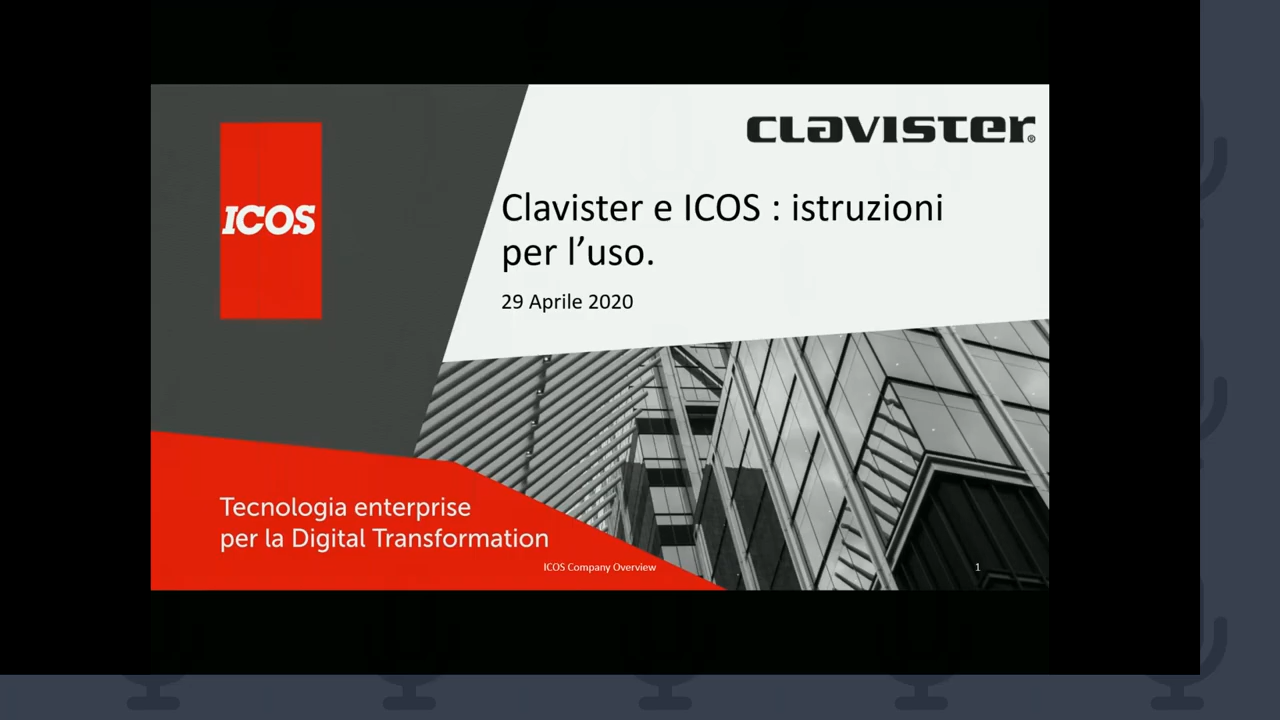 CLAVISTER®
ICOS
Clavister e ICOS : istruzioni
per l’uso.
29 Aprile 2020
Tecnologia enterprise
per la Digital Transformation
ICOS Company Overview
1